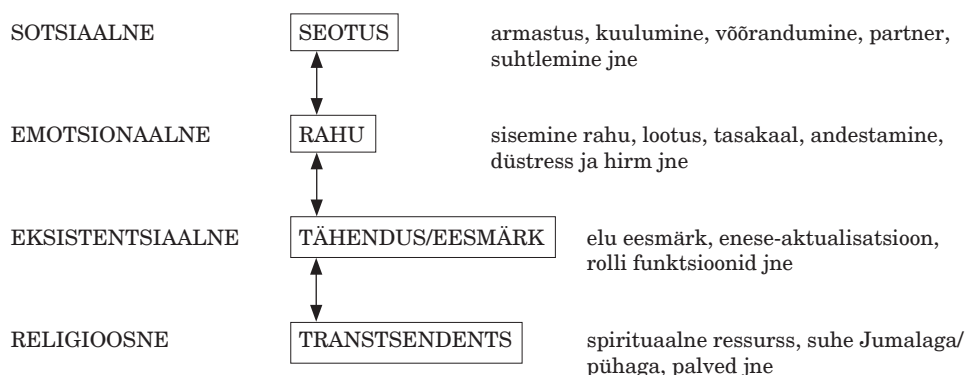 SOTSIAALNE SEOTUS armastus, kuulumine, võõrandumine, partner,
suhtlemine jne
EMOTSIONAALNE RAHU sisemine rahu, lootus, tasakaal, andestamine,
düstress ja hirm jne
EKSISTENTSIAALNE TÄHENDUS/EESMÄRK elu eesmärk, enese-aktualisatsioon,
rolli funktsioonid jne
RELIGIOOSNE TRANSTSENDENTS spirituaalne ressurss, suhe Jumalaga/
pühaga, palved jne